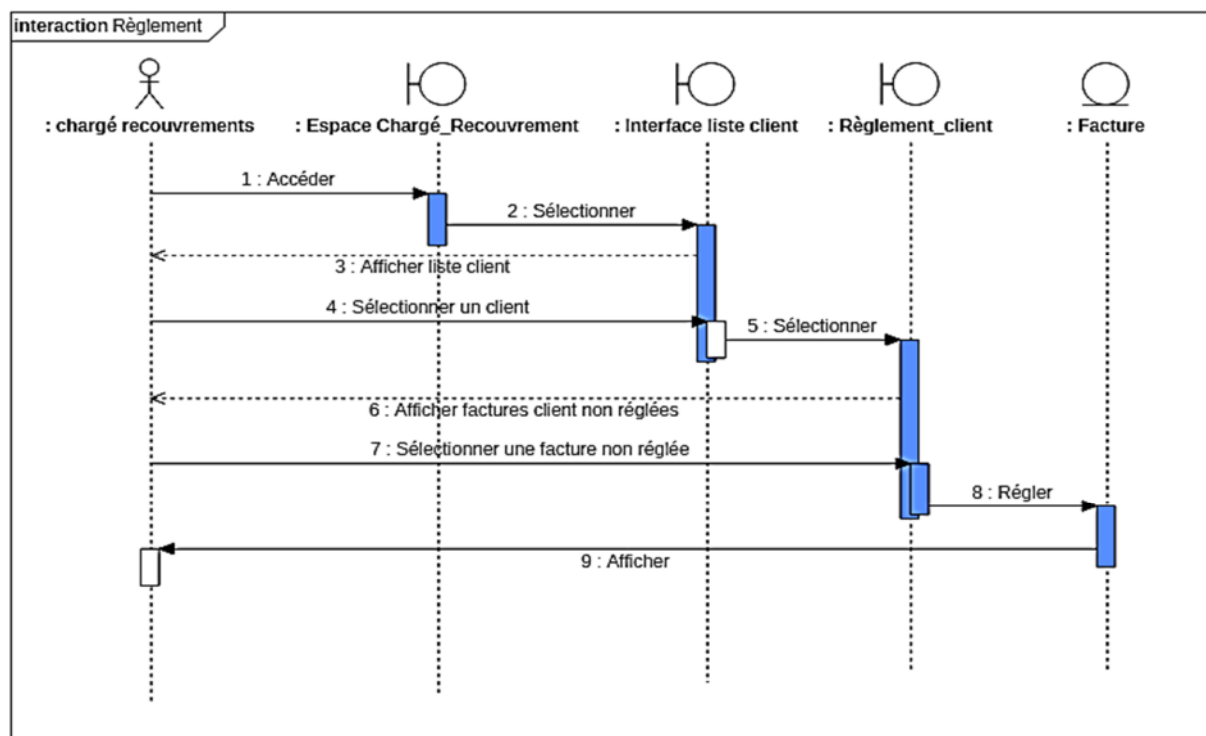 interaction Règlement
: chargé recouvrements
: Espace Chargé_Recouvrement
: Interface liste client
: Règlement_client
: Facture
1 : Accéder
2 : Sélectionner
3 : Afficher liste client
4 : Sélectionner un client
5 : Sélectionner
6 : Afficher factures client non réglées
7 : Sélectionner une facture non réglée
8 : Régler
9 : Afficher